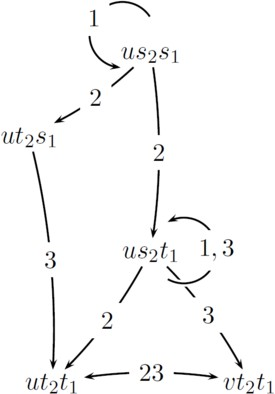 1
us₂s₁
2
ut₂s₁
2
3
us₂t₁ 1, 3
2 3
ut₂t₁ 23 vt₂t₁